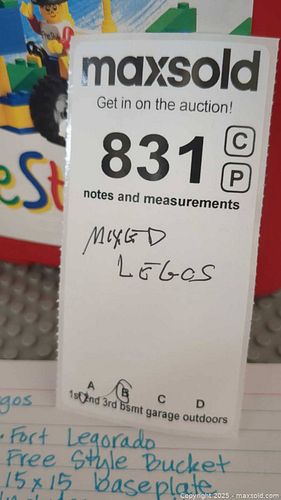 maxsold
Get in on the auction!
831 C
P
notes and measurements
MIXED
LEGOS
A B C D
1st 2nd 3rd bsmt garage outdoors
eSt
gos
• Fort Legorado
Free Style Bucket
15x15 baseplate
Copyright 2025 - maxsold.com